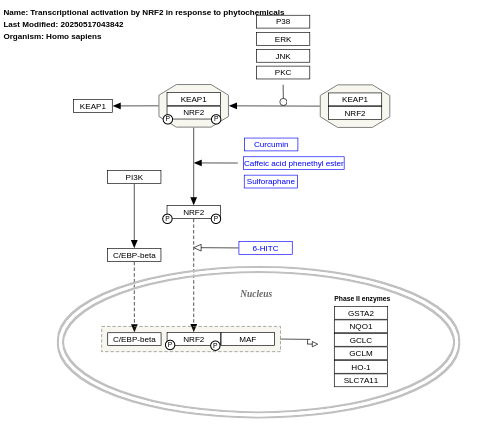 Name: Transcriptional activation by NRF2 in response to phytochemicals
Last Modified: 20250517043842
Organism: Homo sapiens
P38
ERK
JNK
PKC
KEAP1
KEAP1
NRF2
P
P
KEAP1
NRF2
Curcumin
Caffeic acid phenethyl ester
Sulforaphane
PI3K
NRF2
P
P
6-HITC
C/EBP-beta
Nucleus
Phase II enzymes
GSTA2
NQO1
GCLC
GCLM
HO-1
SLC7A11
C/EBP-beta
NRF2
MAF
P
P